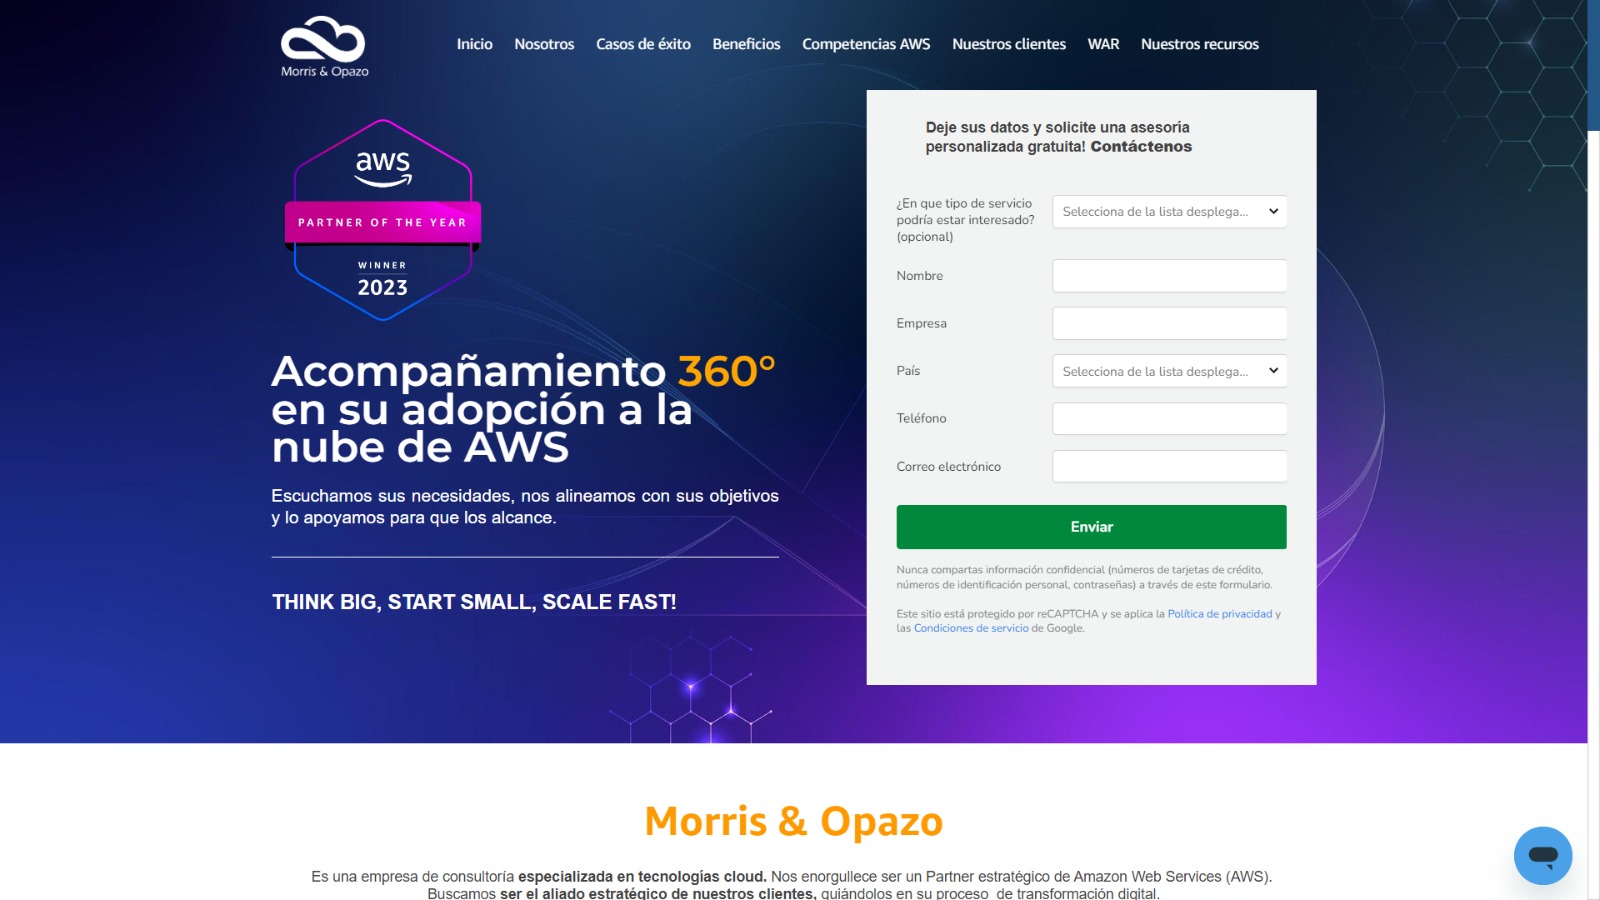 Morris & Opazo
Inicio
Nosotros
Casos de éxito
Beneficios
Competencias AWS
Nuestros clientes
WAR
Nuestros recursos
aws
PARTNER OF THE YEAR
WINNER
2023
Acompañamiento 360°
en su adopción a la
nube de AWS
Escuchamos sus necesidades, nos alineamos con sus objetivos
y lo apoyamos para que los alcance.
THINK BIG, START SMALL, SCALE FAST!
Deje sus datos y solicite una asesoría
personalizada gratuita! Contáctenos
¿En que tipo de servicio
podría estar interesado?
(opcional)
Selecciona de la lista desplega...
Nombre
Empresa
País
Selecciona de la lista desplega...
Teléfono
Correo electrónico
Enviar
Nunca compartas información confidencial (números de tarjetas de crédito,
números de identificación personal, contraseñas) a través de este formulario.
Este sitio está protegido por reCAPTCHA y se aplica la Política de privacidad y
las Condiciones de servicio de Google.
Morris & Opazo
Es una empresa de consultoría especializada en tecnologías cloud. Nos enorgullece ser un Partner estratégico de Amazon Web Services (AWS).
Buscamos ser el aliado estratégico de nuestros clientes, guiándolos en su proceso de transformación digital.